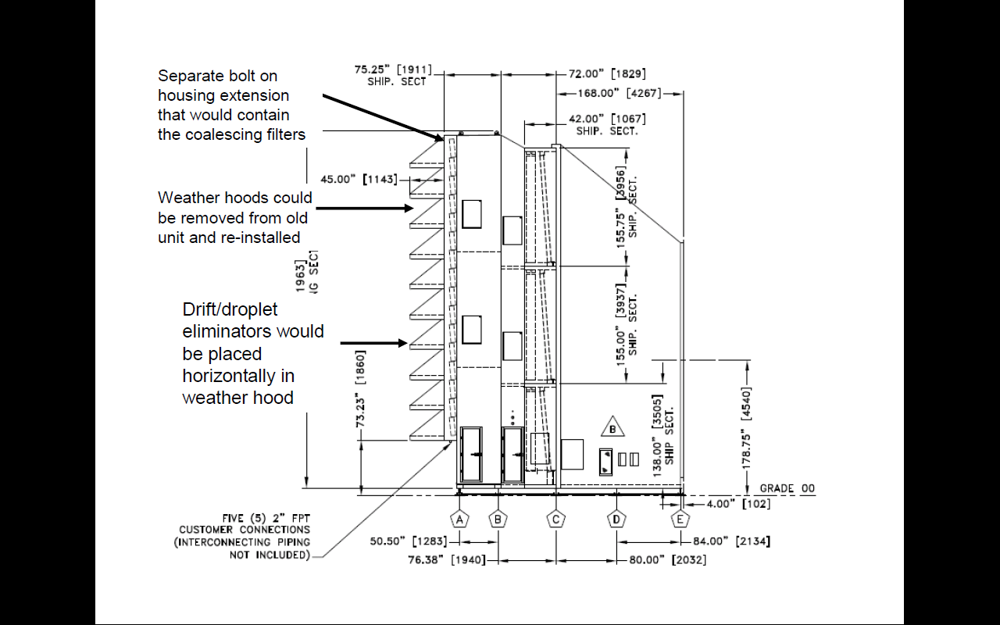 75.25" [1911]
SHIP. SECT
72.00" [1829]
168.00" [4267]
42.00" [1067]
SHIP. SECT.
Separate bolt on
housing extension
that would contain
the coalescing filters
45.00" [1143]
Weather hoods could
be removed from old
unit and re-installed
1963]
155.75" [3956]
SHIP. SECT.
Drift/droplet
eliminators would
be placed
horizontally in
weather hood
155.00" [3937]
SHIP. SECT.
73.23" [1860]
138.00" [3505]
SHIP SECT.
178.75" [4540]
B
GRADE 00
4.00" [102]
A
B
C
D
E
FIVE (5) 2" FPT
CUSTOMER CONNECTIONS
(INTERCONNECTING PIPING
NOT INCLUDED)
50.50" [1283]
84.00" [2134]
76.38" [1940]
80.00" [2032]